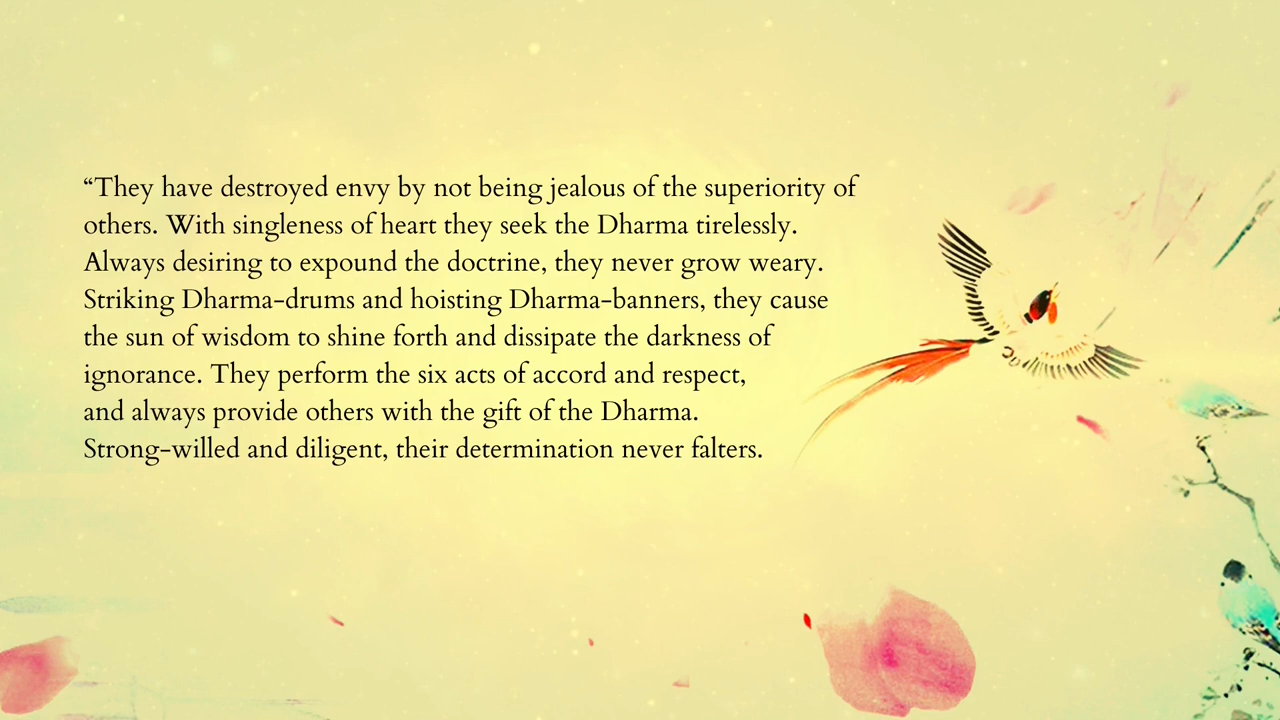 “They have destroyed envy by not being jealous of the superiority of
others. With singleness of heart they seek the Dharma tirelessly.
Always desiring to expound the doctrine, they never grow weary.
Striking Dharma-drums and hoisting Dharma-banners, they cause
the sun of wisdom to shine forth and dissipate the darkness of
ignorance. They perform the six acts of accord and respect,
and always provide others with the gift of the Dharma.
Strong-willed and diligent, their determination never falters.